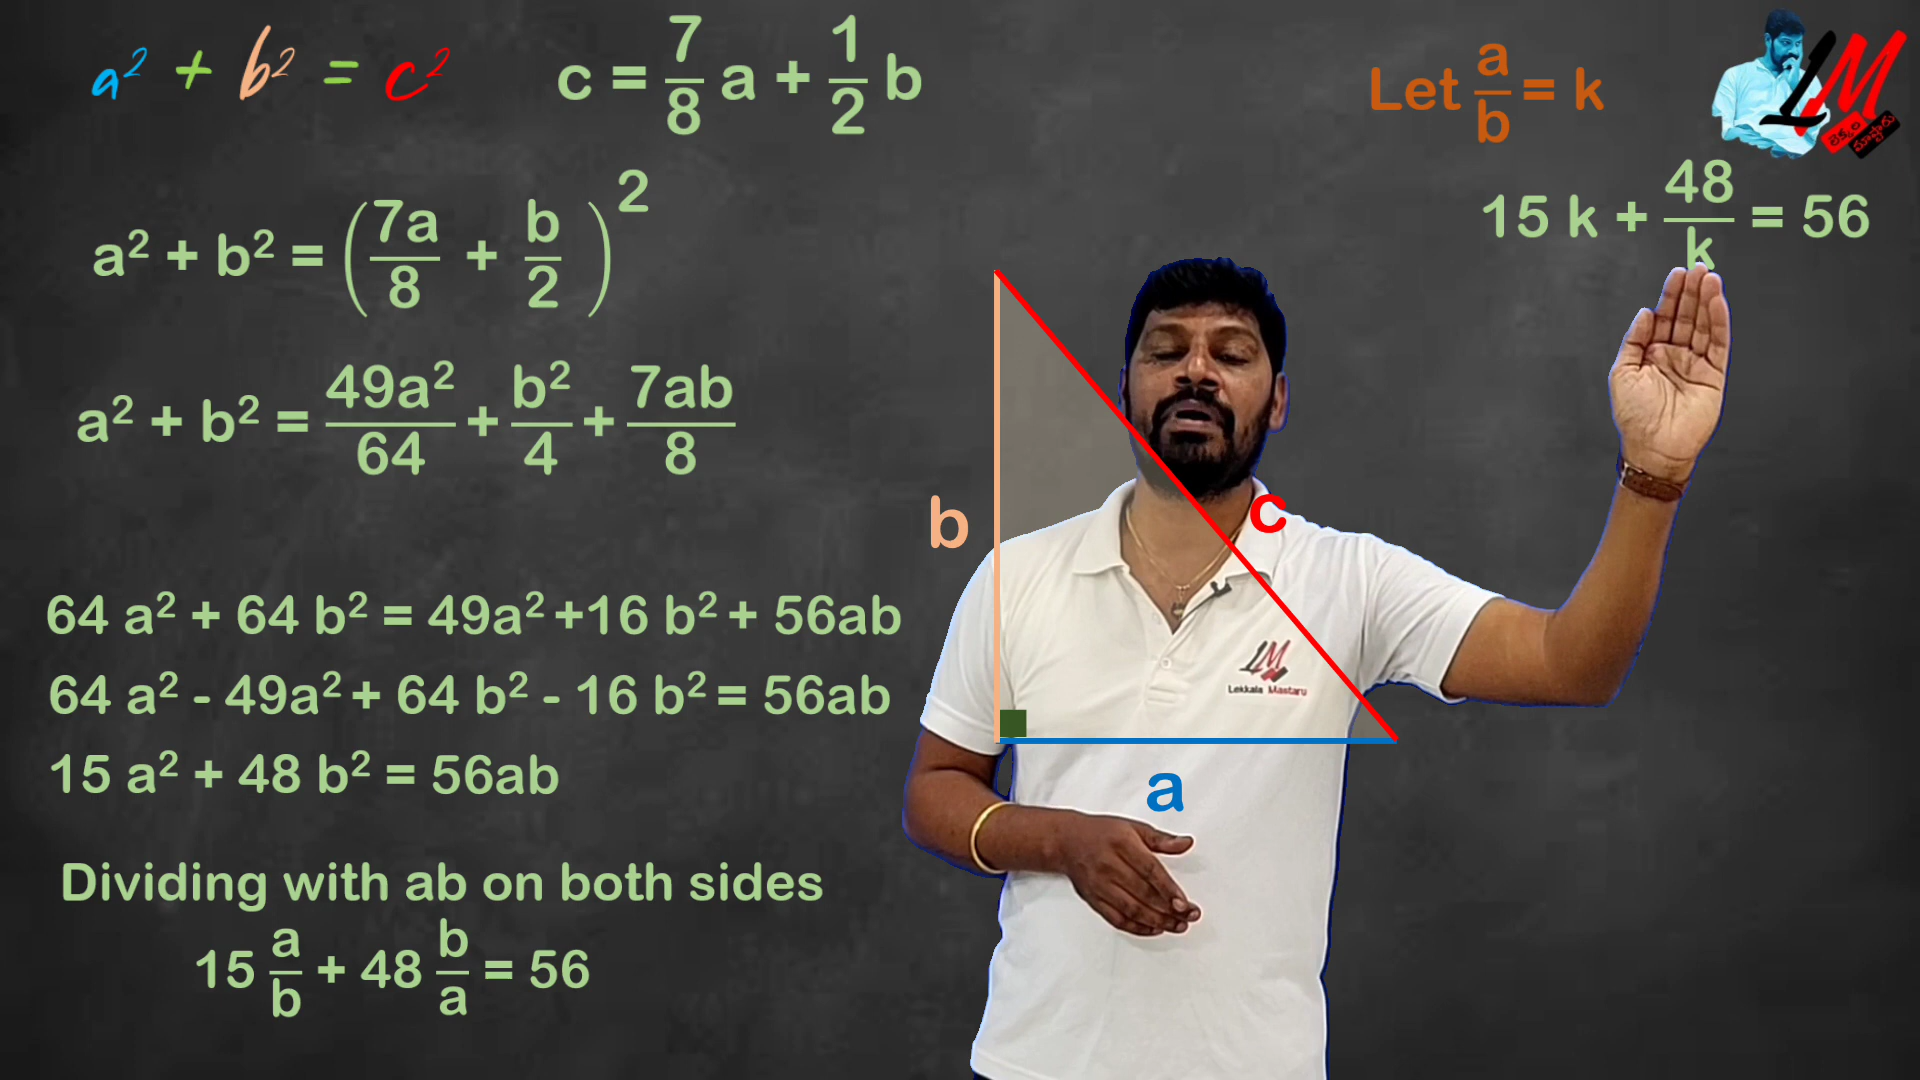 a² + b² = c²
c = 7/8 a + 1/2 b
Let a/b = k
LM
లెక్కల
మాస్టారు
15 k + 48/k = 56
a² + b² = (7a/8 + b/2)²
a² + b² = 49a²/64 + b²/4 + 7ab/8
b
c
a
64 a² + 64 b² = 49a² +16 b² + 56ab
64 a² - 49a² + 64 b² - 16 b² = 56ab
15 a² + 48 b² = 56ab
LM
Lekkala Mastaru
Dividing with ab on both sides
15 a/b + 48 b/a = 56